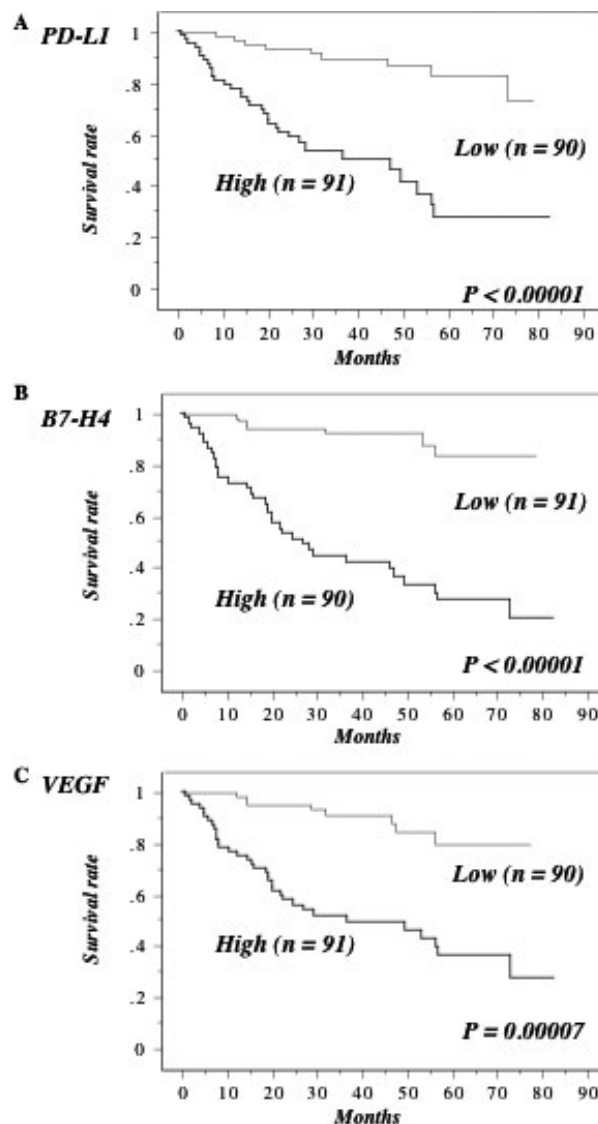 A
PD-L1
1
.8
.6
.4
.2
0
Survival rate
Low (n = 90)
High (n = 91)
P < 0.00001
0 10 20 30 40 50 60 70 80 90
Months
B
B7-H4
1
.8
.6
.4
.2
0
Survival rate
Low (n = 91)
High (n = 90)
P < 0.00001
0 10 20 30 40 50 60 70 80 90
Months
C
VEGF
1
.8
.6
.4
.2
0
Survival rate
Low (n = 90)
High (n = 91)
P = 0.00007
0 10 20 30 40 50 60 70 80 90
Months